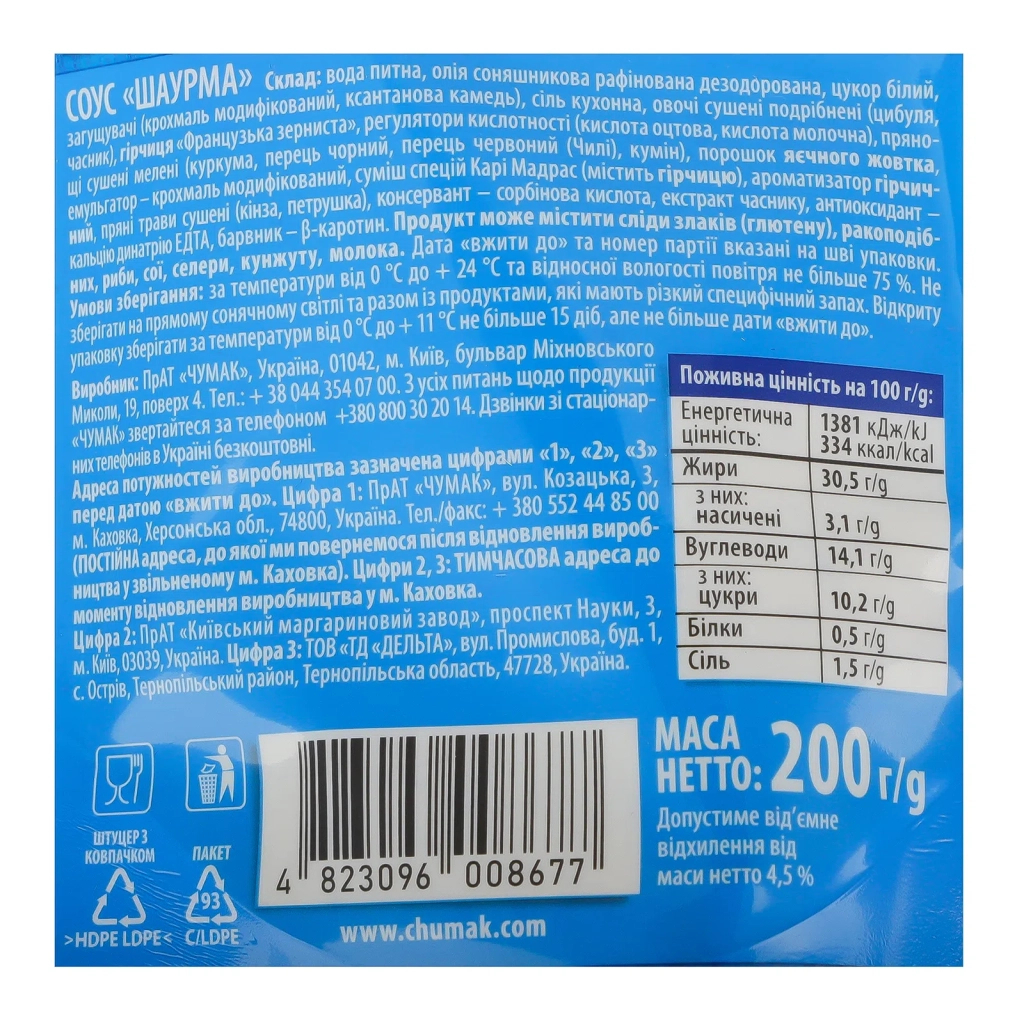 СОУС «ШАУРМА» Склад: вода питна, олія соняшникова рафінована дезодорована, цукор білий,
загущувачі (крохмаль модифікований, ксантанова камедь), сіль кухонна, овочі сушені подрібнені (цибуля,
часник), гірчиця «Французька зерниста», регулятори кислотності (кислота оцтова, кислота молочна), пряно-
щі сушені мелені (куркума, перець чорний, перець червоний (Чилі), кумін), порошок яєчного жовтка,
емульгатор – крохмаль модифікований, суміш спецій Карі Мадрас (містить гірчицю), ароматизатор гірчич-
ний, пряні трави сушені (кінза, петрушка), консервант – сорбінова кислота, екстракт часнику, антиоксидант –
кальцію динатрію ЕДТА, барвник – β-каротин. Продукт може містити сліди злаків (глютену), ракоподіб-
них, риби, сої, селери, кунжуту, молока. Дата «вжити до» та номер партії вказані на шві упаковки.
Умови зберігання: за температури від 0 °С до + 24 °С та відносної вологості повітря не більше 75 %. Не
зберігати на прямому сонячному світлі та разом із продуктами, які мають різкий специфічний запах. Відкриту
упаковку зберігати за температури від 0 °С до + 11 °С не більше 15 діб, але не більше дати «вжити до».
Виробник: ПрАТ «ЧУМАК», Україна, 01042, м. Київ, бульвар Міхновського
Миколи, 19, поверх 4. Тел.: + 38 044 354 07 00. З усіх питань щодо продукції
«ЧУМАК» звертайтеся за телефоном +380 800 30 20 14. Дзвінки зі стаціонар-
них телефонів в Україні безкоштовні.
Адреса потужностей виробництва зазначена цифрами «1», «2», «3»
перед датою «вжити до». Цифра 1: ПрАТ «ЧУМАК», вул. Козацька, 3,
м. Каховка, Херсонська обл., 74800, Україна. Тел./факс: + 380 552 44 85 00
(ПОСТІЙНА адреса, до якої ми повернемося після відновлення вироб-
ництва у звільненому м. Каховка). Цифри 2, 3: ТИМЧАСОВА адреса до
моменту відновлення виробництва у м. Каховка.
Цифра 2: ПрАТ «Київський маргариновий завод», проспект Науки, 3,
м. Київ, 03039, Україна. Цифра 3: ТОВ «ТД «ДЕЛЬТА», вул. Промислова, буд. 1,
с. Острів, Тернопільський район, Тернопільська область, 47728, Україна.
Поживна цінність на 100 г/g:
Енергетична цінність: 1381 кДж/kJ
334 ккал/kcal
Жири 30,5 г/g
з них: насичені 3,1 г/g
Вуглеводи 14,1 г/g
з них: цукри 10,2 г/g
Білки 0,5 г/g
Сіль 1,5 г/g
МАСА
НЕТТО: 200 г/g
Допустиме від’ємне
відхилення від
маси нетто 4,5 %
ШТУЦЕР З
КОВПАЧКОМ
>HDPE LDPE<
ПАКЕТ
93
C/LDPE
4 823096 008677
www.chumak.com